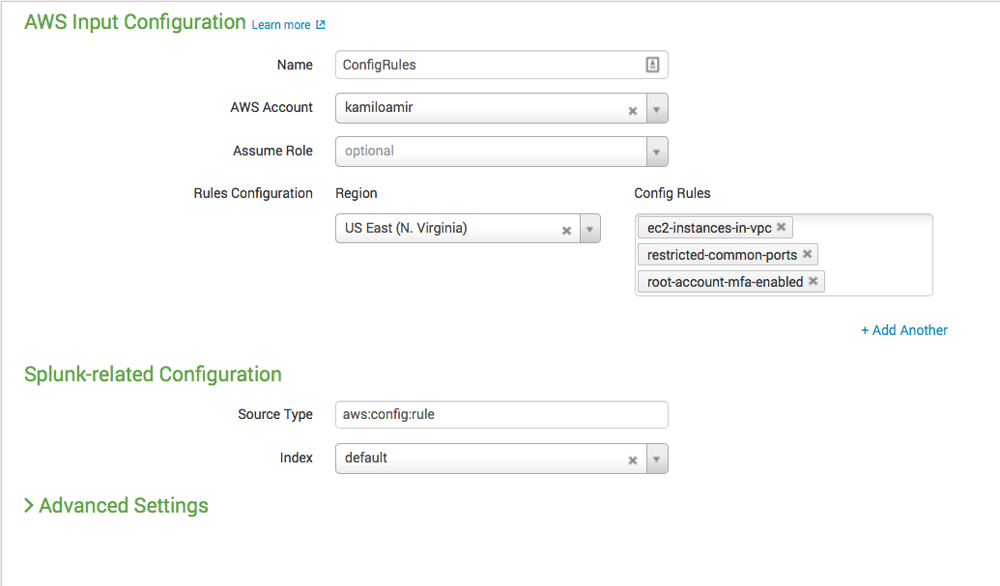 AWS Input Configuration Learn more
Name ConfigRules
AWS Account kamiloamir
Assume Role optional
Rules Configuration Region Config Rules
US East (N. Virginia) ec2-instances-in-vpc
restricted-common-ports
root-account-mfa-enabled
+ Add Another
Splunk-related Configuration
Source Type aws:config:rule
Index default
Advanced Settings